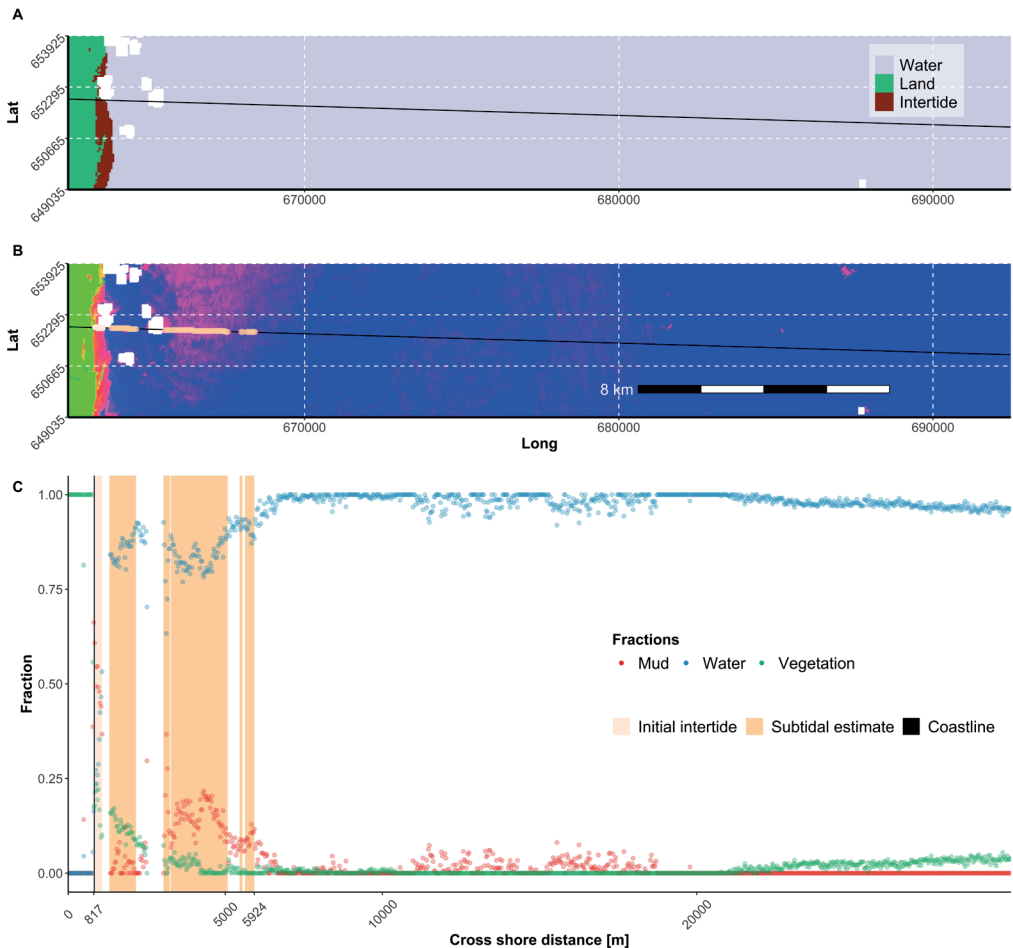 A
653925
652295
650665
649035
Lat
Water
Land
Intertide
670000
680000
690000
B
653925
652295
650665
649035
Lat
8 km
670000
680000
690000
Long
C
1.00
0.75
0.50
0.25
0.00
Fraction
Fractions
Mud
Water
Vegetation
Initial intertide
Subtidal estimate
Coastline
0
817
5000
5924
10000
20000
Cross shore distance [m]